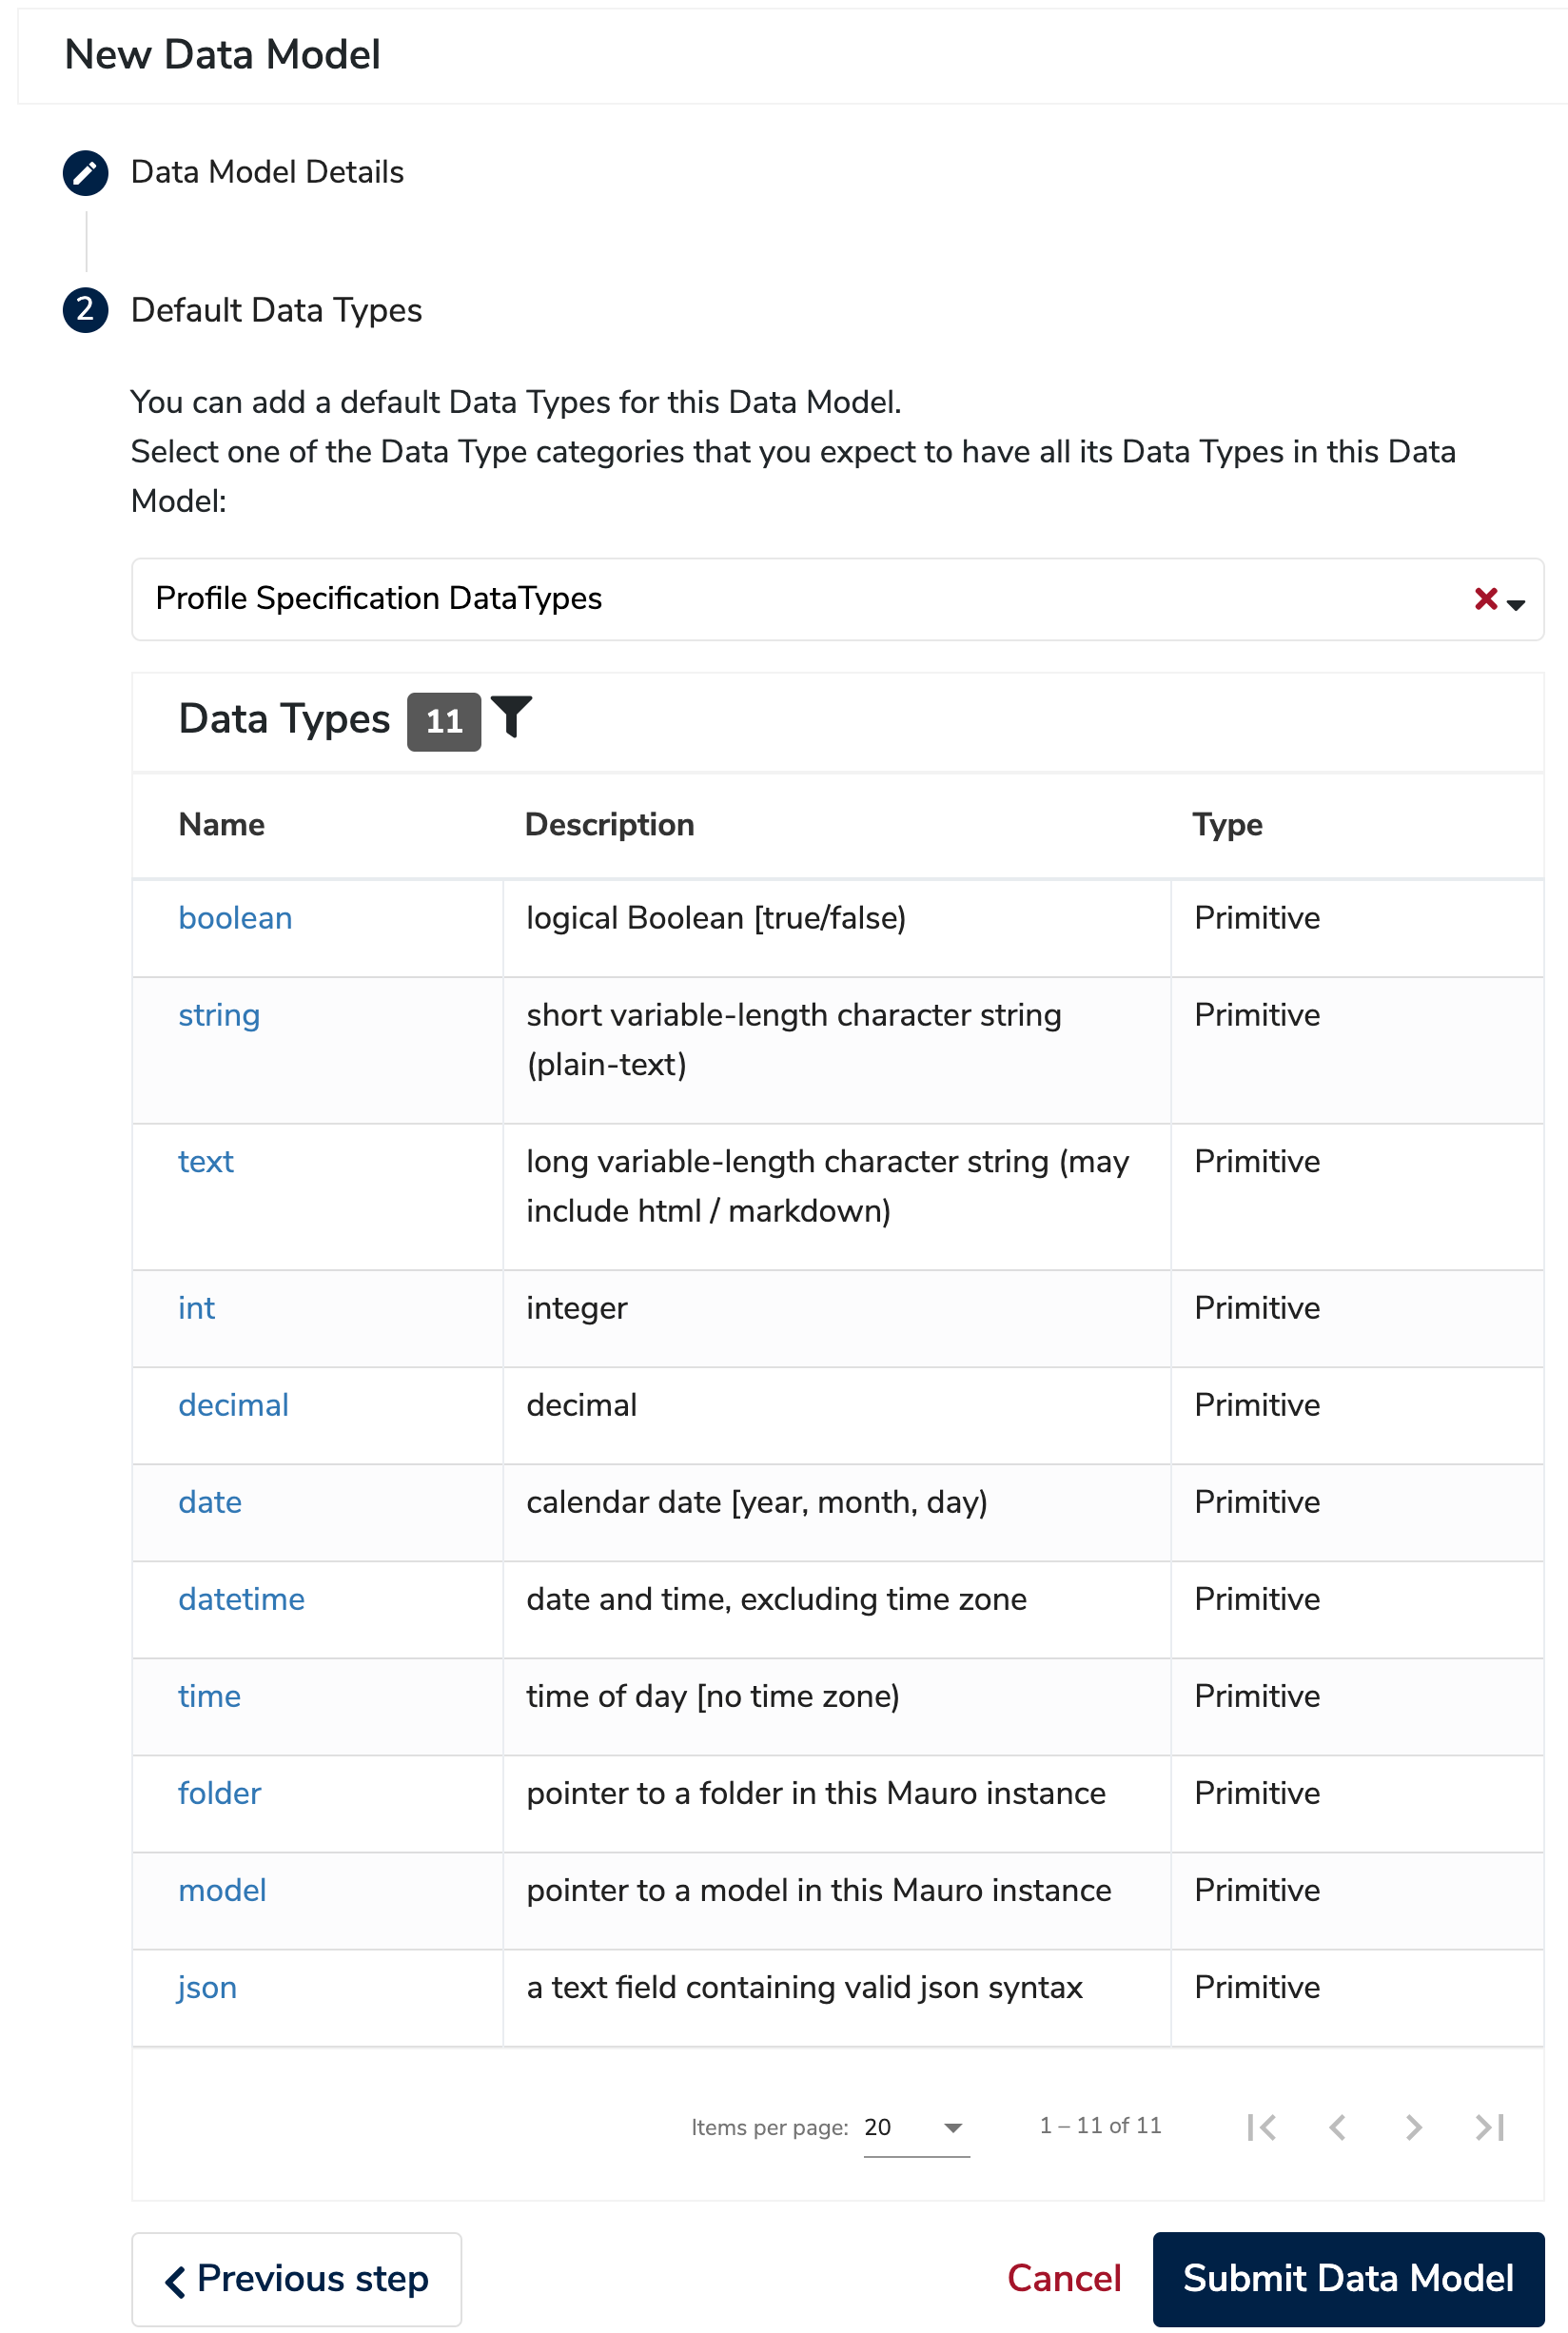 New Data Model
Data Model Details
2 Default Data Types
You can add a default Data Types for this Data Model.
Select one of the Data Type categories that you expect to have all its Data Types in this Data
Model:
Profile Specification DataTypes
Data Types 11
Name Description Type
boolean logical Boolean [true/false) Primitive
string short variable-length character string Primitive
(plain-text)
text long variable-length character string (may Primitive
include html / markdown)
int integer Primitive
decimal decimal Primitive
date calendar date [year, month, day) Primitive
datetime date and time, excluding time zone Primitive
time time of day [no time zone) Primitive
folder pointer to a folder in this Mauro instance Primitive
model pointer to a model in this Mauro instance Primitive
json a text field containing valid json syntax Primitive
Items per page: 20 1 – 11 of 11
Previous step Cancel Submit Data Model